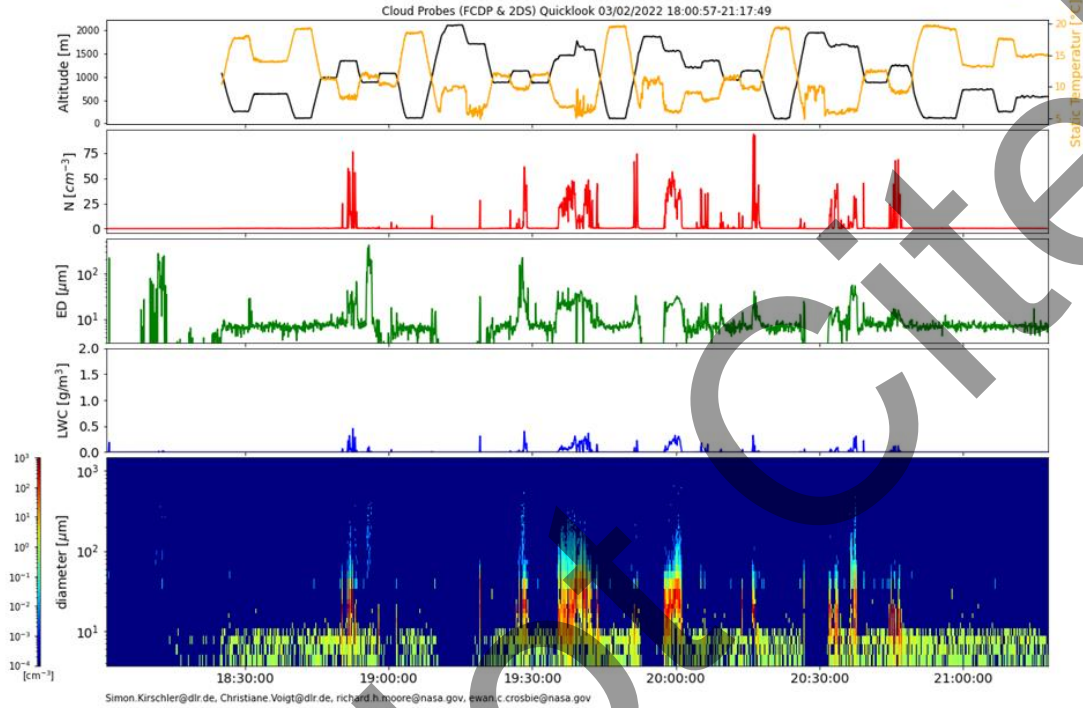 Cloud Probes (FCDP & 2DS) Quicklook 03/02/2022 18:00:57-21:17:49
Altitude [m]
2000
1500
1000
500
0
20
15
10
5
Static Temperatur [°C]
N [cm⁻³]
75
50
25
0
ED [μm]
10²
10¹
LWC [g/m³]
2.0
1.5
1.0
0.5
0.0
10³
10²
10¹
10⁰
10⁻¹
10⁻²
10⁻³
10⁻⁴
[cm⁻³]
diameter [μm]
10³
10²
10¹
18:30:00 19:00:00 19:30:00 20:00:00 20:30:00 21:00:00
Simon.Kirschler@dlr.de, Christiane.Voigt@dlr.de, richard.h.moore@nasa.gov, ewan.c.crosbie@nasa.gov
Cite